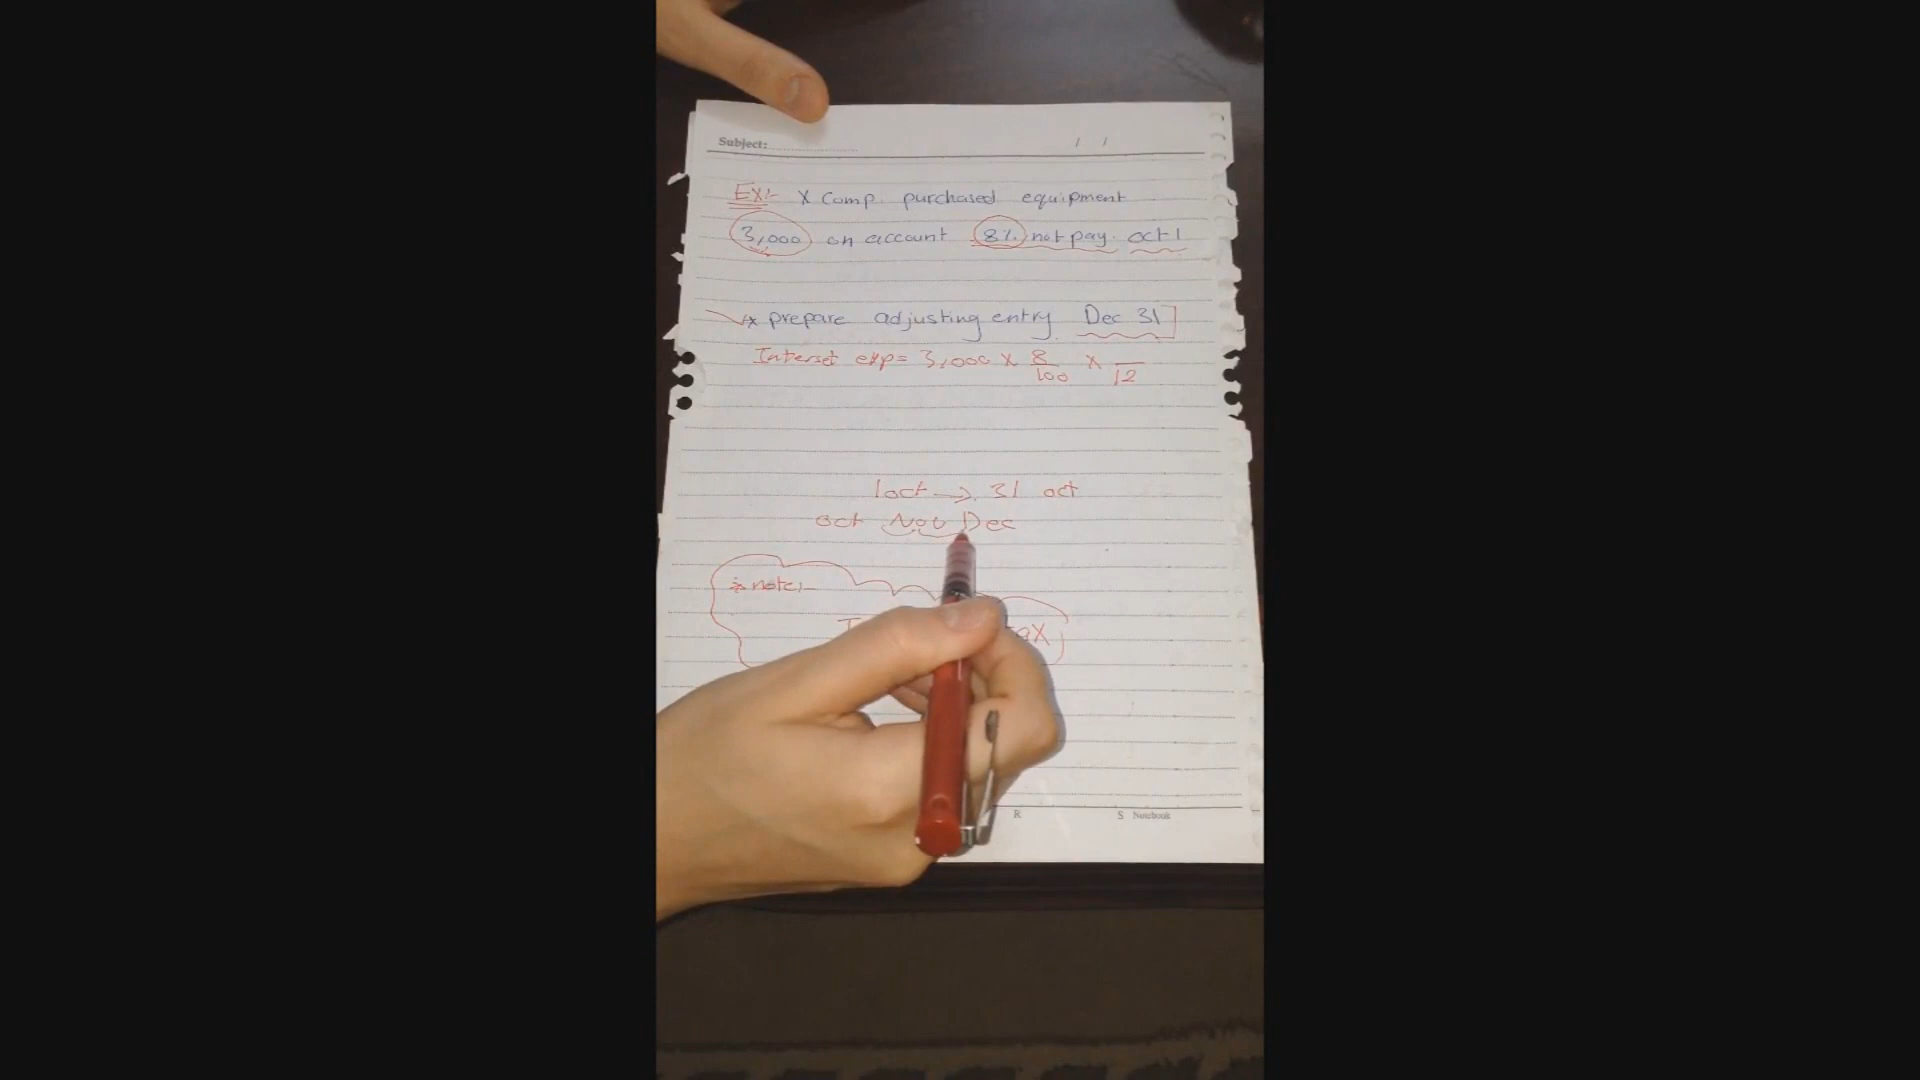 Subject:
/ /
Ex:- X Comp. purchased equipment
3,000 on account 8% not pay. oct 1
* prepare adjusting entry Dec 31
Interset exp= 3,000 x 8/100 x /12
1 oct → 31 oct
oct Nov Dec
* note:-
R S Notebook